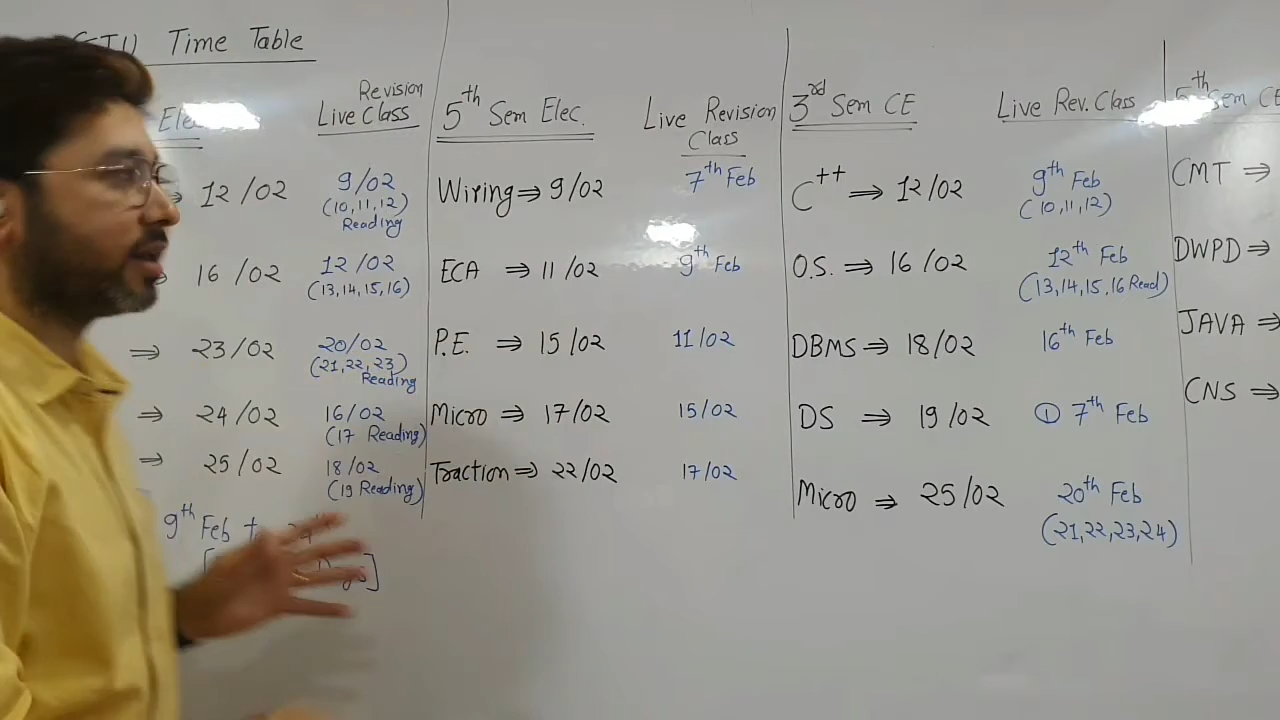 GTU Time Table
Elec.
Revision
Live Class
12/02
9/02
(10,11,12)
Reading
16/02
12/02
(13,14,15,16)
⇒ 23/02
20/02
(21,22,23)
Reading
⇒ 24/02
16/02
(17 Reading)
⇒ 25/02
18/02
(19 Reading)
9th Feb
5th Sem Elec.
Live Revision
Class
Wiring ⇒ 9/02
7th Feb
ECA ⇒ 11/02
9th Feb
P.E. ⇒ 15/02
11/02
Micro ⇒ 17/02
15/02
Traction ⇒ 22/02
17/02
3rd Sem CE
Live Rev. Class
C++ ⇒ 12/02
9th Feb
(10,11,12)
O.S. ⇒ 16/02
12th Feb
(13,14,15,16 Read)
DBMS ⇒ 18/02
16th Feb
DS ⇒ 19/02
① 7th Feb
Micro ⇒ 25/02
20th Feb
(21,22,23,24)
5th Sem CE
CMT ⇒
DWPD ⇒
JAVA ⇒
CNS ⇒